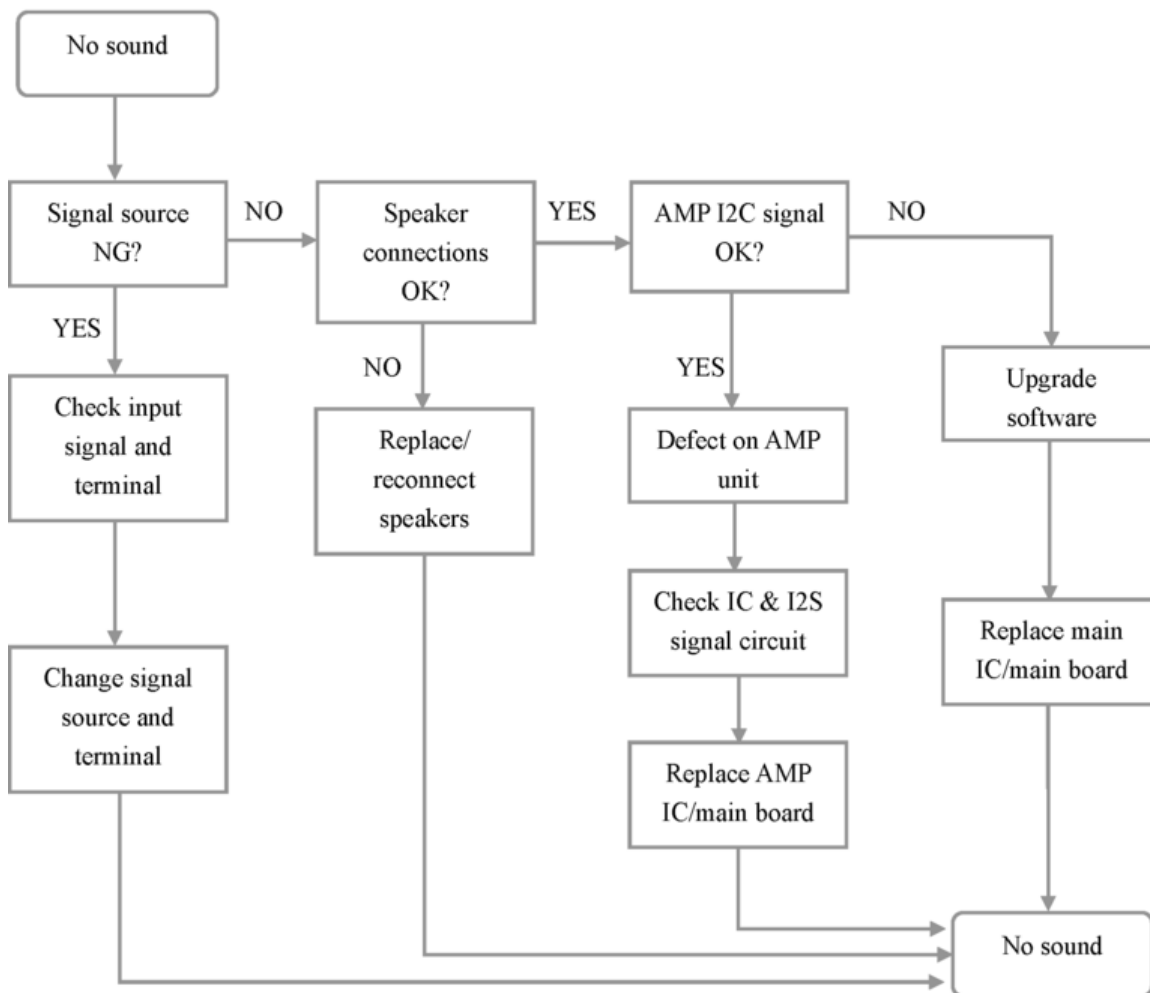 No sound
Signal source
NG?
NO
Speaker
connections
OK?
YES
AMP I2C signal
OK?
NO
YES
Check input
signal and
terminal
NO
Replace/
reconnect
speakers
YES
Defect on AMP
unit
Upgrade
software
Check IC & I2S
signal circuit
Replace main
IC/main board
Change signal
source and
terminal
Replace AMP
IC/main board
No sound